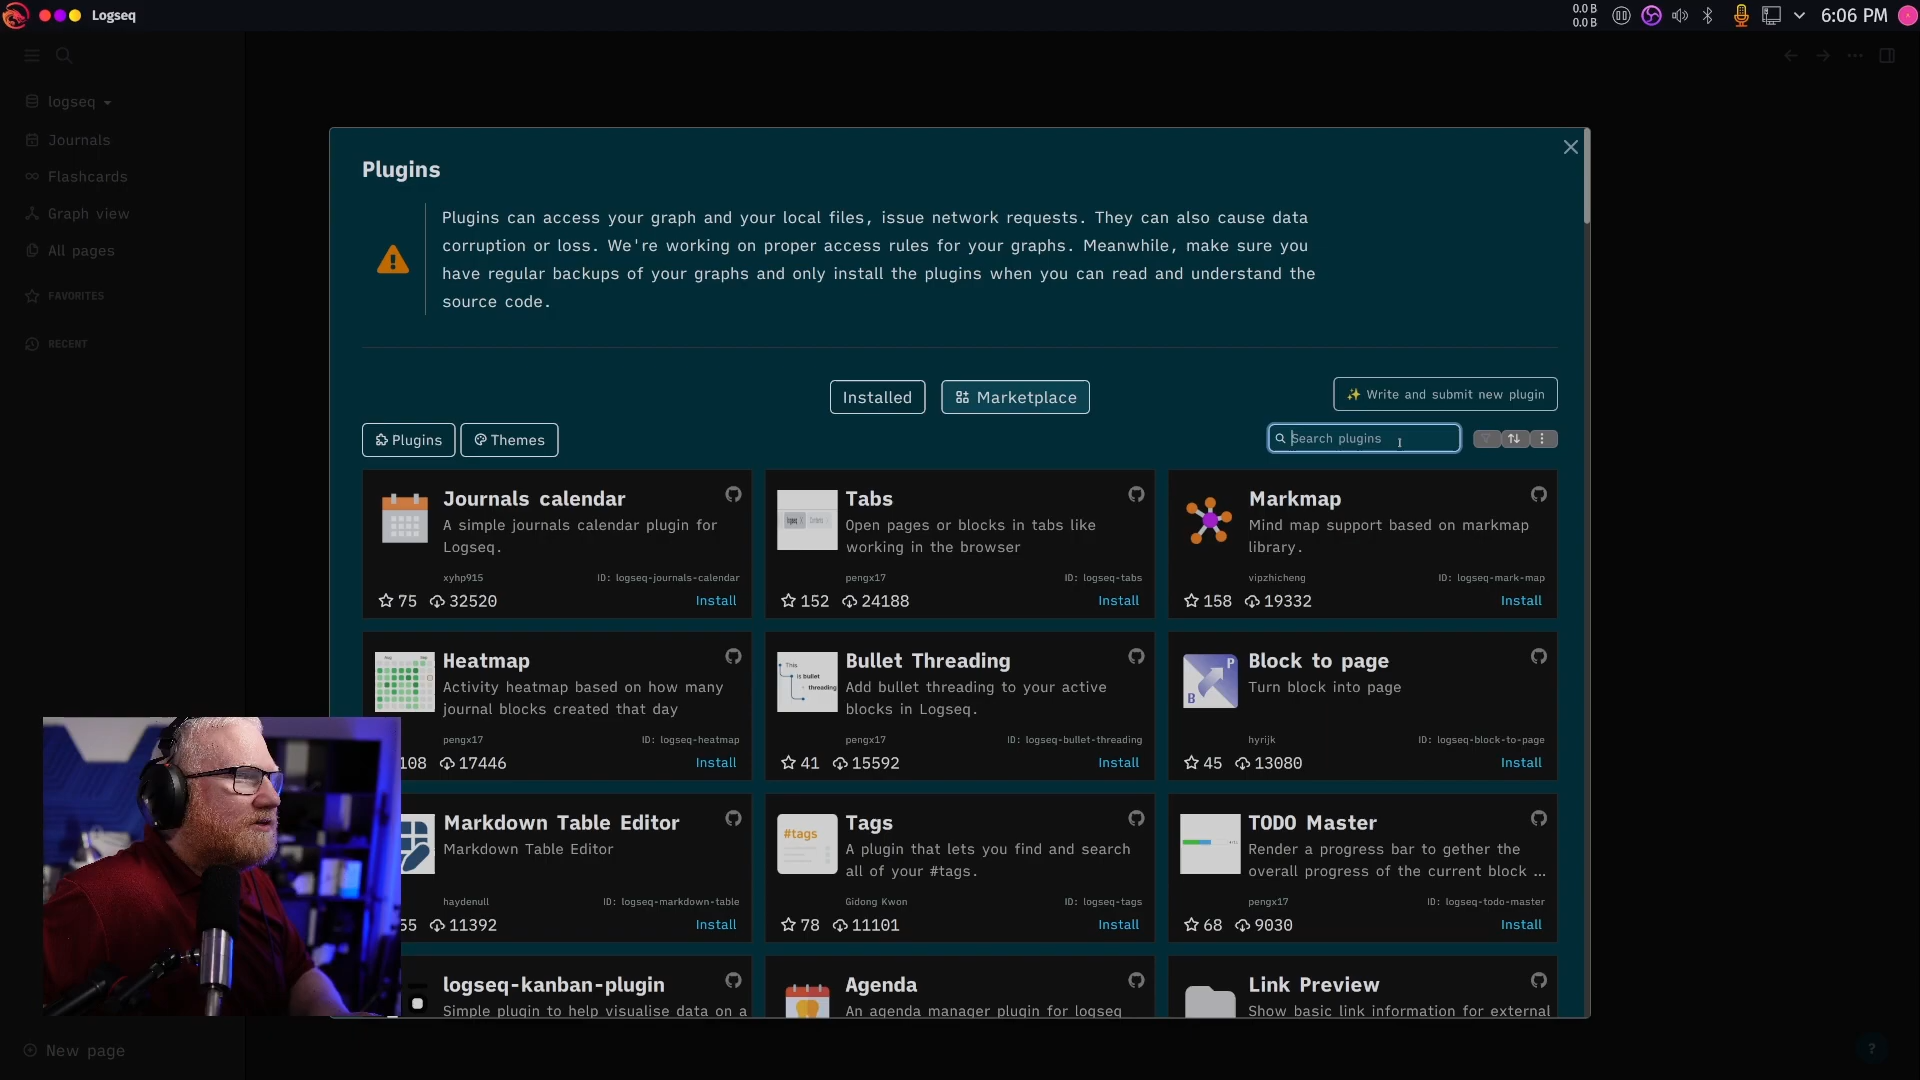 Logseq
0.0 B
0.0 B
6:06 PM
logseq
Journals
Flashcards
Graph view
All pages
FAVORITES
RECENT
New page
Plugins
Plugins can access your graph and your local files, issue network requests. They can also cause data
corruption or loss. We're working on proper access rules for your graphs. Meanwhile, make sure you
have regular backups of your graphs and only install the plugins when you can read and understand the
source code.
Installed
Marketplace
✨ Write and submit new plugin
Plugins
Themes
Search plugins
Journals calendar
A simple journals calendar plugin for
Logseq.
xyhp915 ID: logseq-journals-calendar
75 32520 Install
Tabs
Open pages or blocks in tabs like
working in the browser
pengx17 ID: logseq-tabs
152 24188 Install
Markmap
Mind map support based on markmap
library.
vipzhicheng ID: logseq-mark-map
158 19332 Install
Heatmap
Activity heatmap based on how many
journal blocks created that day
pengx17 ID: logseq-heatmap
108 17446 Install
This
is bullet
threading
Bullet Threading
Add bullet threading to your active
blocks in Logseq.
pengx17 ID: logseq-bullet-threading
41 15592 Install
P
B
Block to page
Turn block into page
hyrijk ID: logseq-block-to-page
45 13080 Install
Markdown Table Editor
Markdown Table Editor
haydenull ID: logseq-markdown-table
55 11392 Install
#tags
Tags
A plugin that lets you find and search
all of your #tags.
Gidong Kwon ID: logseq-tags
78 11101 Install
TODO Master
Render a progress bar to gether the
overall progress of the current block ...
pengx17 ID: logseq-todo-master
68 9030 Install
logseq-kanban-plugin
Simple plugin to help visualise data on a
Agenda
An agenda manager plugin for logseq
Link Preview
Show basic link information for external
?